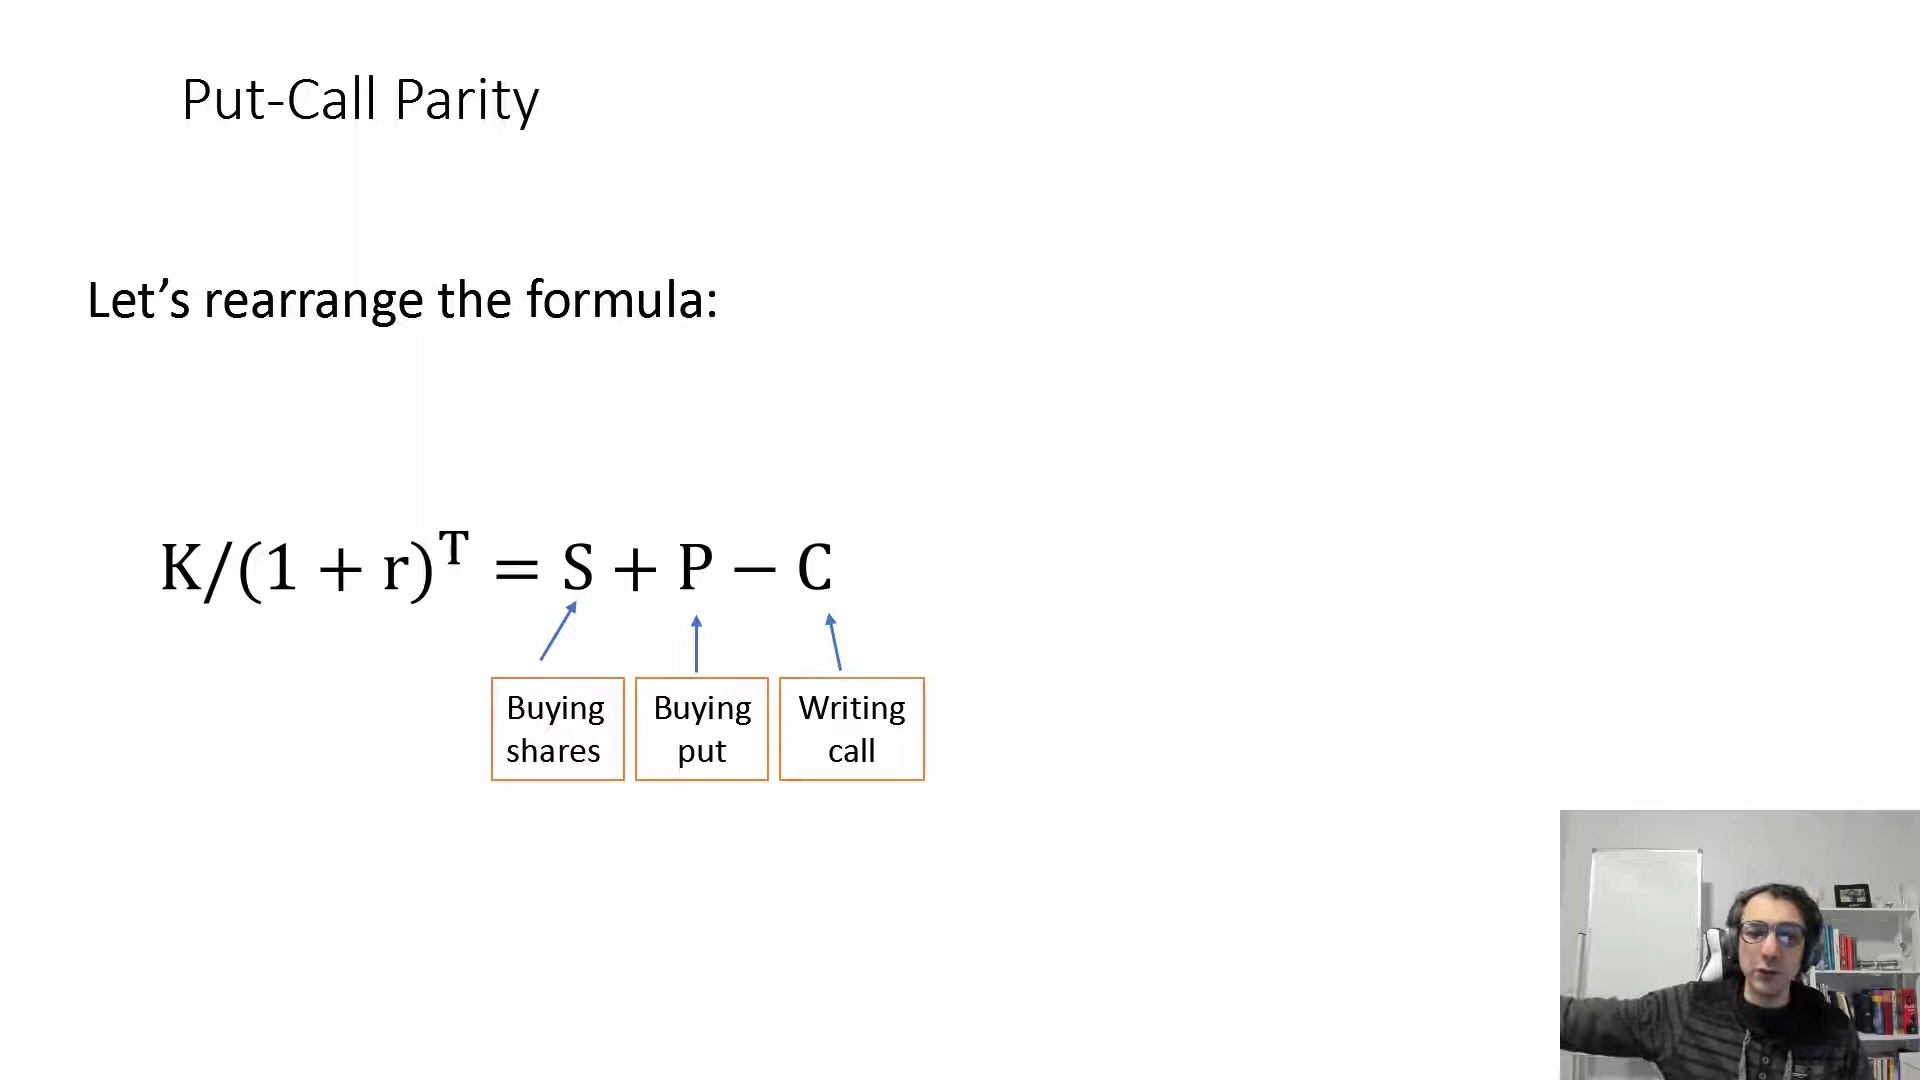 Put-Call Parity
Let’s rearrange the formula:
K/(1 + r)ᵀ = S + P − C
Buying shares
Buying put
Writing call